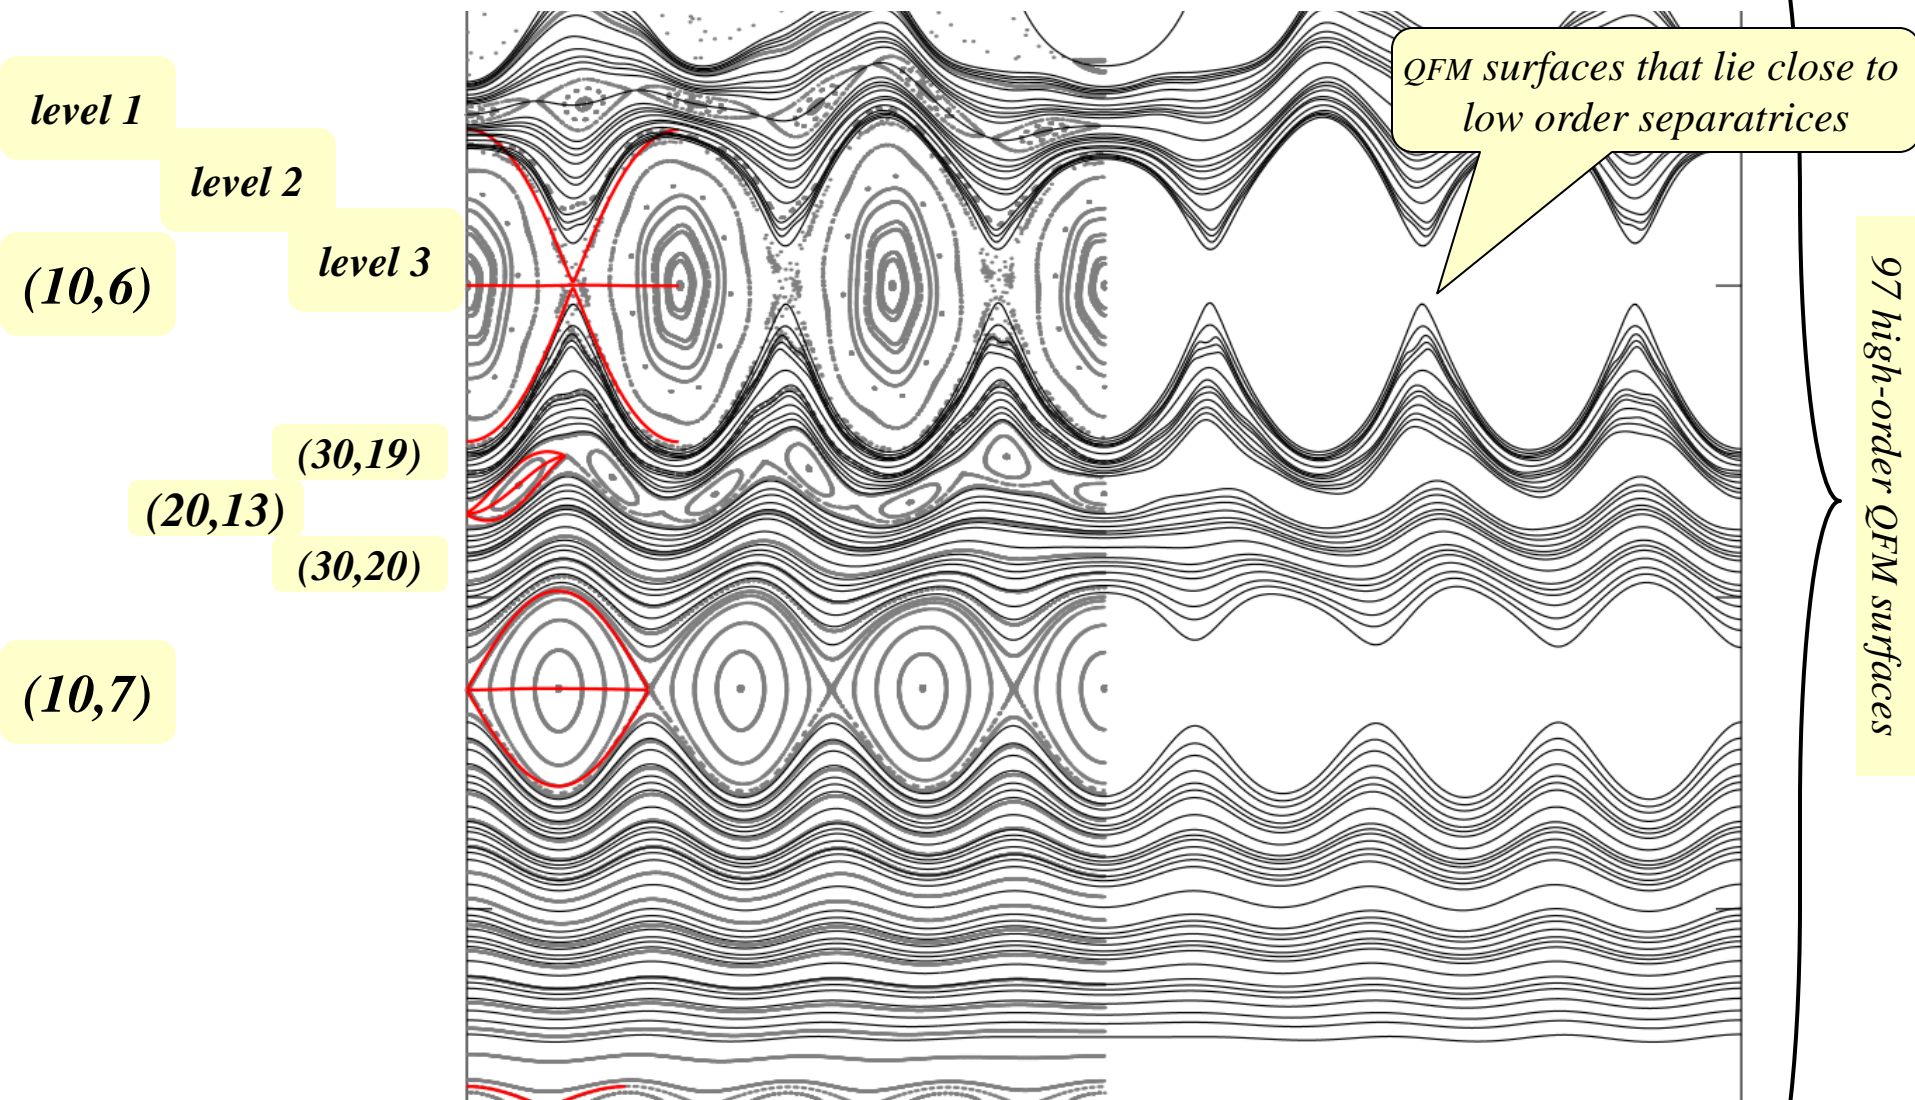 level 1
level 2
level 3
(10,6)
(30,19)
(20,13)
(30,20)
(10,7)
QFM surfaces that lie close to
low order separatrices
97 high-order QFM surfaces